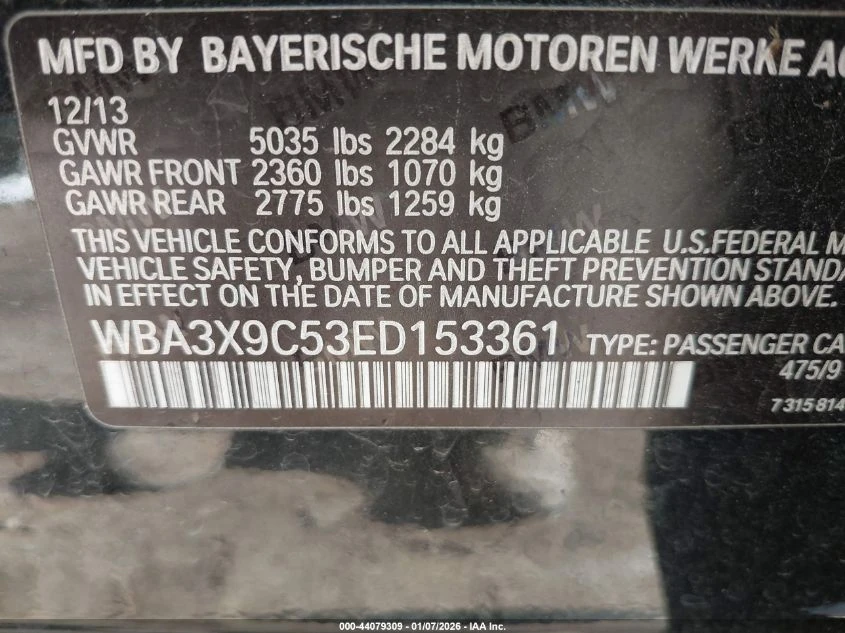 MFD BY BAYERISCHE MOTOREN WERKE AG
12/13
GVWR 5035 lbs 2284 kg
GAWR FRONT 2360 lbs 1070 kg
GAWR REAR 2775 lbs 1259 kg
THIS VEHICLE CONFORMS TO ALL APPLICABLE U.S.FEDERAL M
VEHICLE SAFETY, BUMPER AND THEFT PREVENTION STANDA
IN EFFECT ON THE DATE OF MANUFACTURE SHOWN ABOVE.
WBA3X9C53ED153361 TYPE: PASSENGER CA
475/9
7315814
000-44079309 - 01/07/2026 - IAA Inc.